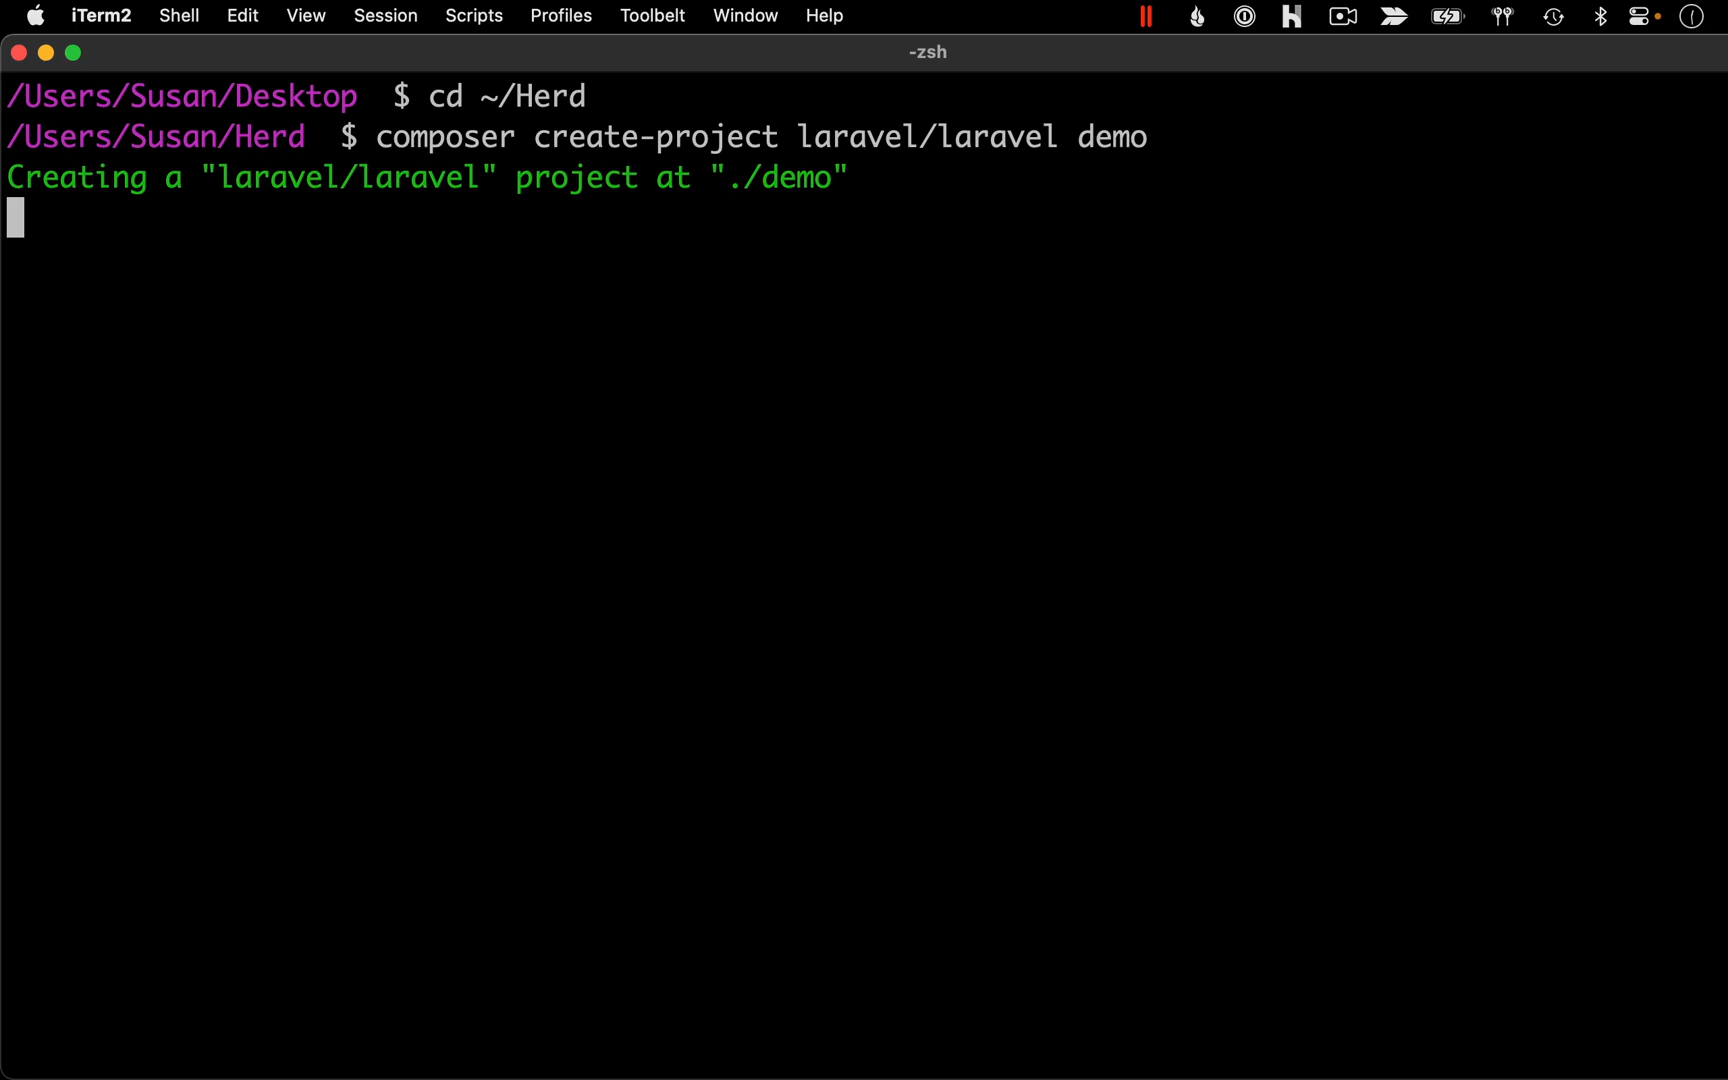 iTerm2 Shell Edit View Session Scripts Profiles Toolbelt Window Help
-zsh
/Users/Susan/Desktop $ cd ~/Herd
/Users/Susan/Herd $ composer create-project laravel/laravel demo
Creating a "laravel/laravel" project at "./demo"